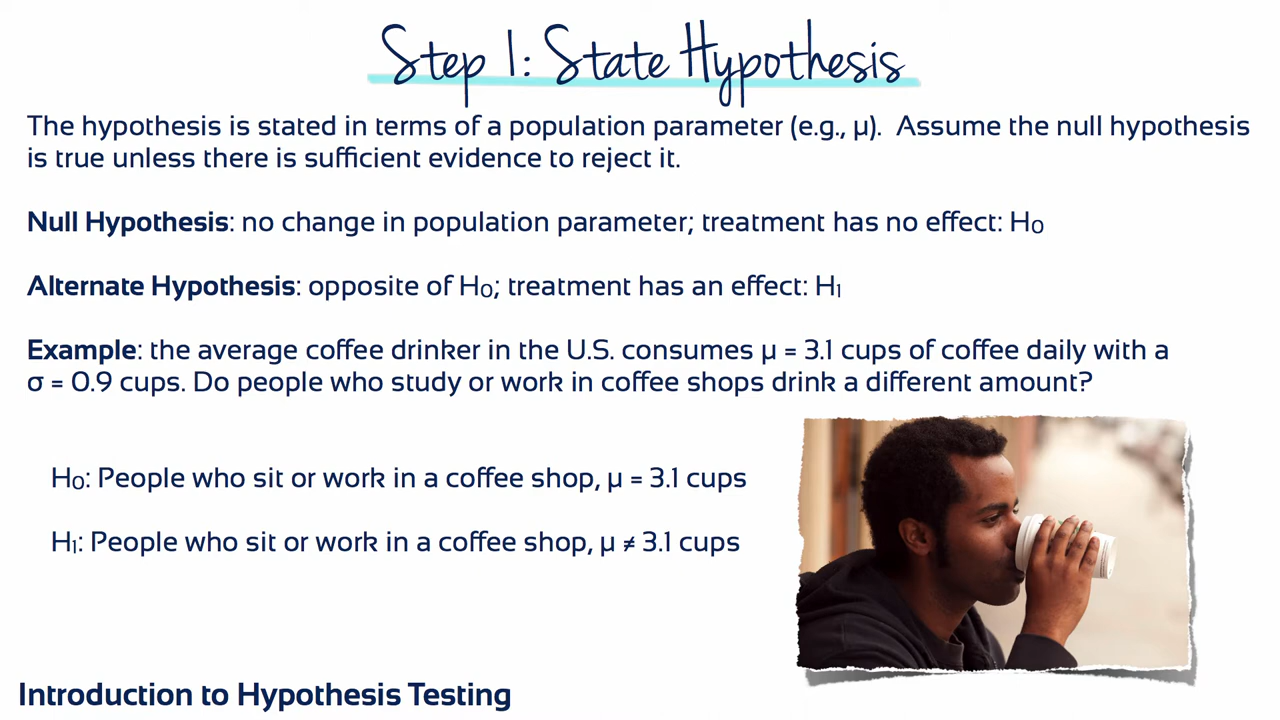 Step 1: State Hypothesis
The hypothesis is stated in terms of a population parameter (e.g., μ).  Assume the null hypothesis
is true unless there is sufficient evidence to reject it.
Null Hypothesis: no change in population parameter; treatment has no effect: H₀
Alternate Hypothesis: opposite of H₀; treatment has an effect: H₁
Example: the average coffee drinker in the U.S. consumes μ = 3.1 cups of coffee daily with a
σ = 0.9 cups. Do people who study or work in coffee shops drink a different amount?
H₀: People who sit or work in a coffee shop, μ = 3.1 cups
H₁: People who sit or work in a coffee shop, μ ≠ 3.1 cups
Introduction to Hypothesis Testing